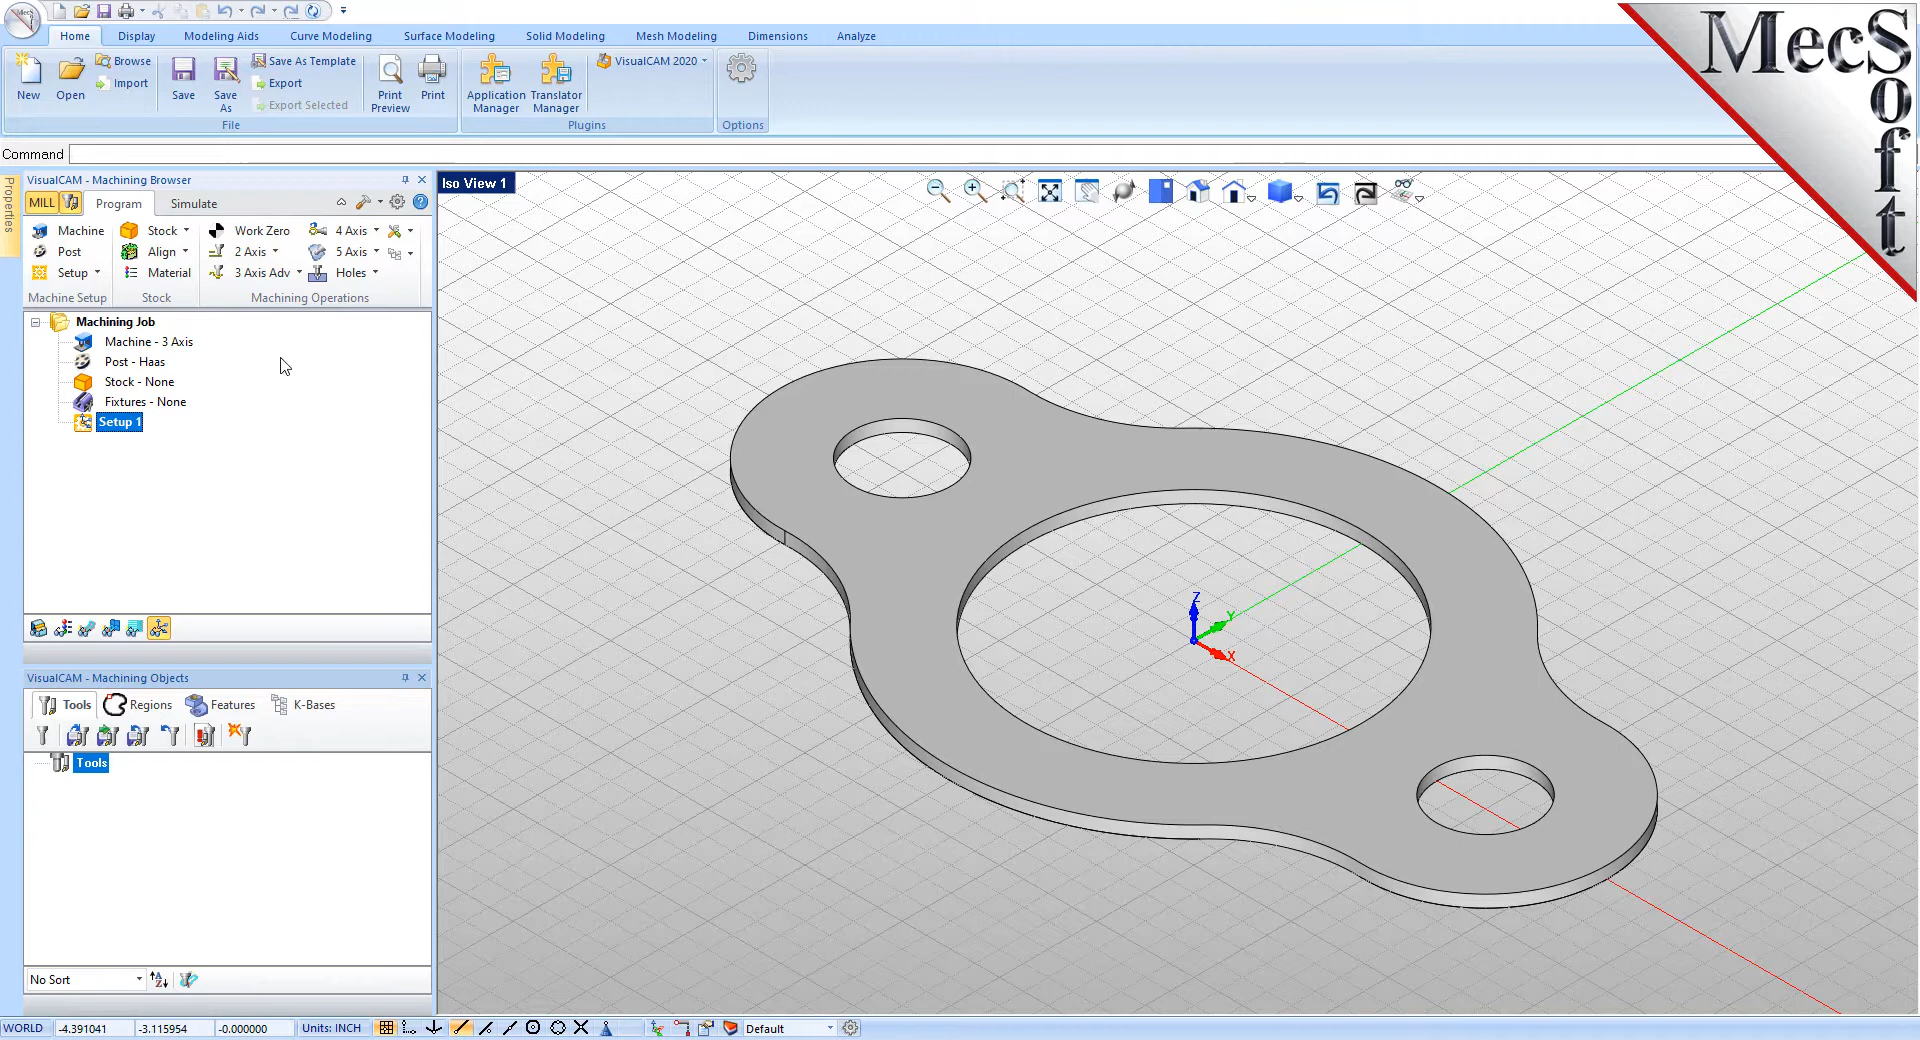 Home Display Modeling Aids Curve Modeling Surface Modeling Solid Modeling Mesh Modeling Dimensions Analyze
MecSoft
New Open Browse Import Save Save As Save As Template Export Export Selected Print Preview Print Application Manager Translator Manager VisualCAM 2020
File Plugins Options
Command
Properties
VisualCAM - Machining Browser
Iso View 1
MILL Program Simulate
Machine Stock Work Zero 4 Axis
Post Align 2 Axis 5 Axis
Setup Material 3 Axis Adv Holes
Machine Setup Stock Machining Operations
Machining Job
Machine - 3 Axis
Post - Haas
Stock - None
Fixtures - None
Setup 1
Z
Y
X
VisualCAM - Machining Objects
Tools Regions Features K-Bases
Tools
No Sort
WORLD -4.391041 -3.115954 -0.000000 Units: INCH Default